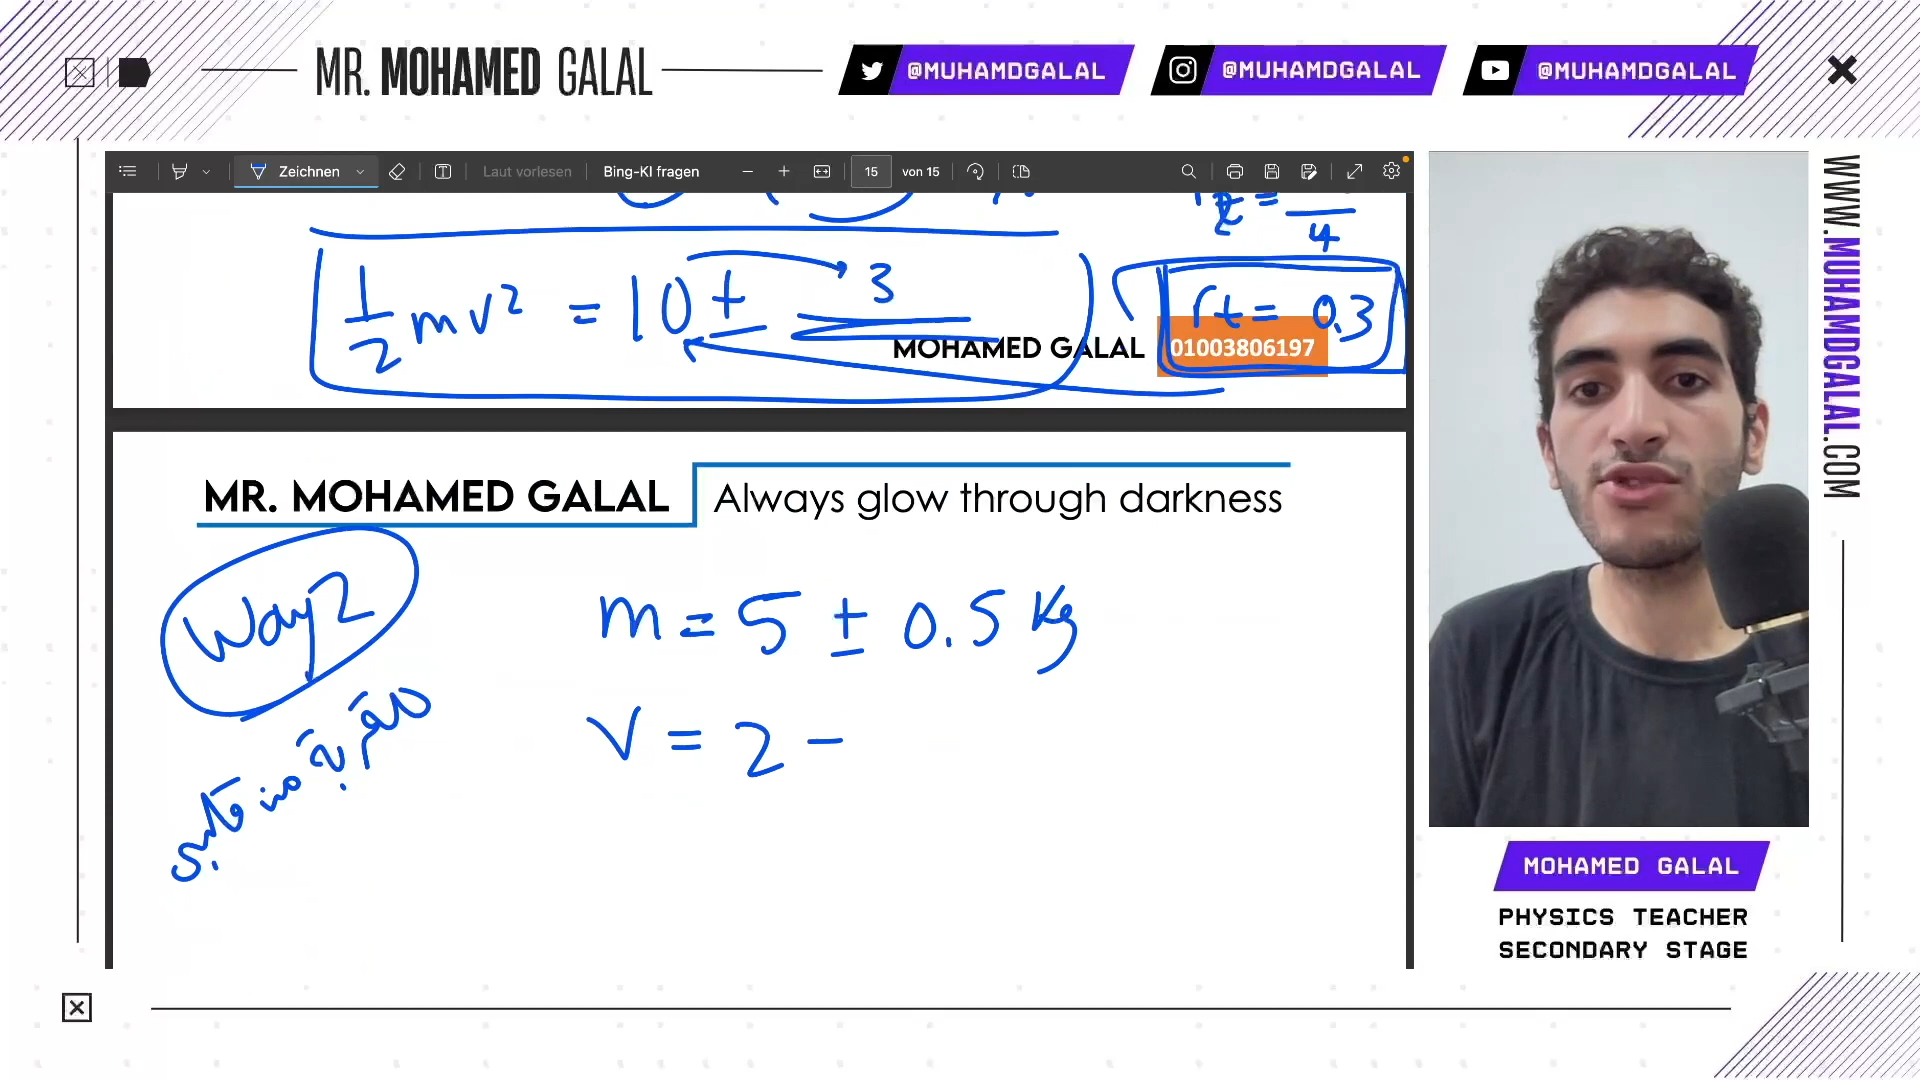 MR. MOHAMED GALAL
@MUHAMDGALAL
@MUHAMDGALAL
@MUHAMDGALAL
Zeichnen
Laut vorlesen
Bing-KI fragen
15
von 15
4
1/2 mv² = 10 ± 3
rt = 0.3
MOHAMED GALAL
01003806197
MR. MOHAMED GALAL
Always glow through darkness
Way 2
m = 5 ± 0.5 Kg
V = 2 -
WWW.MUHAMDGALAL.COM
MOHAMED GALAL
PHYSICS TEACHER
SECONDARY STAGE